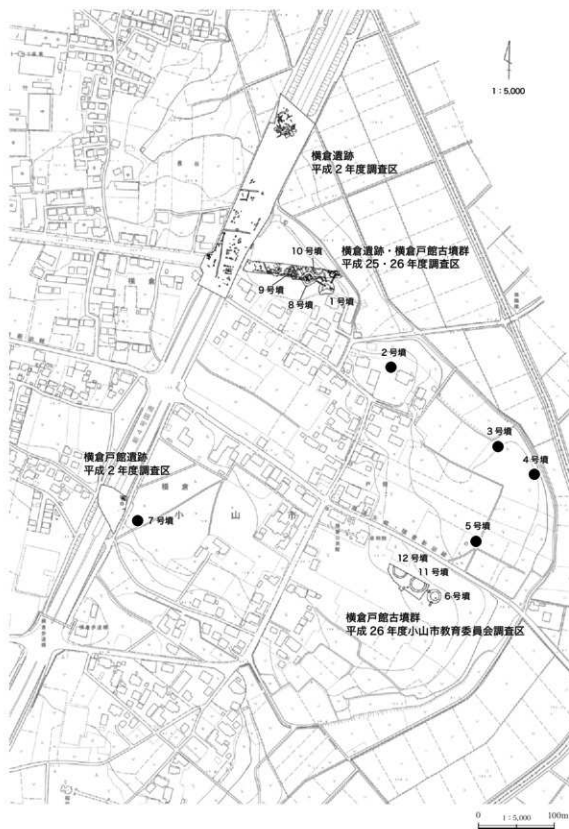 1：5,000
横倉遺跡
平成2年度調査区
10号墳
横倉遺跡・横倉戸館古墳群
平成25・26年度調査区
9号墳
8号墳
1号墳
横倉
2号墳
3号墳
4号墳
横倉戸館遺跡
平成2年度調査区
横倉
小山市
7号墳
5号墳
12号墳
11号墳
6号墳
横倉戸館古墳群
平成26年度小山市教育委員会調査区
0 1：5,000 100m